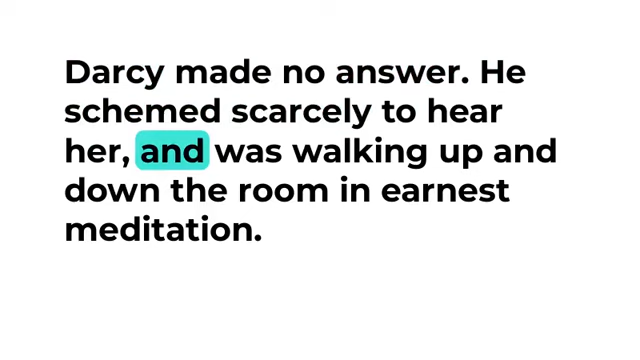 Darcy made no answer. He
schemed scarcely to hear
her, and was walking up and
down the room in earnest
meditation.